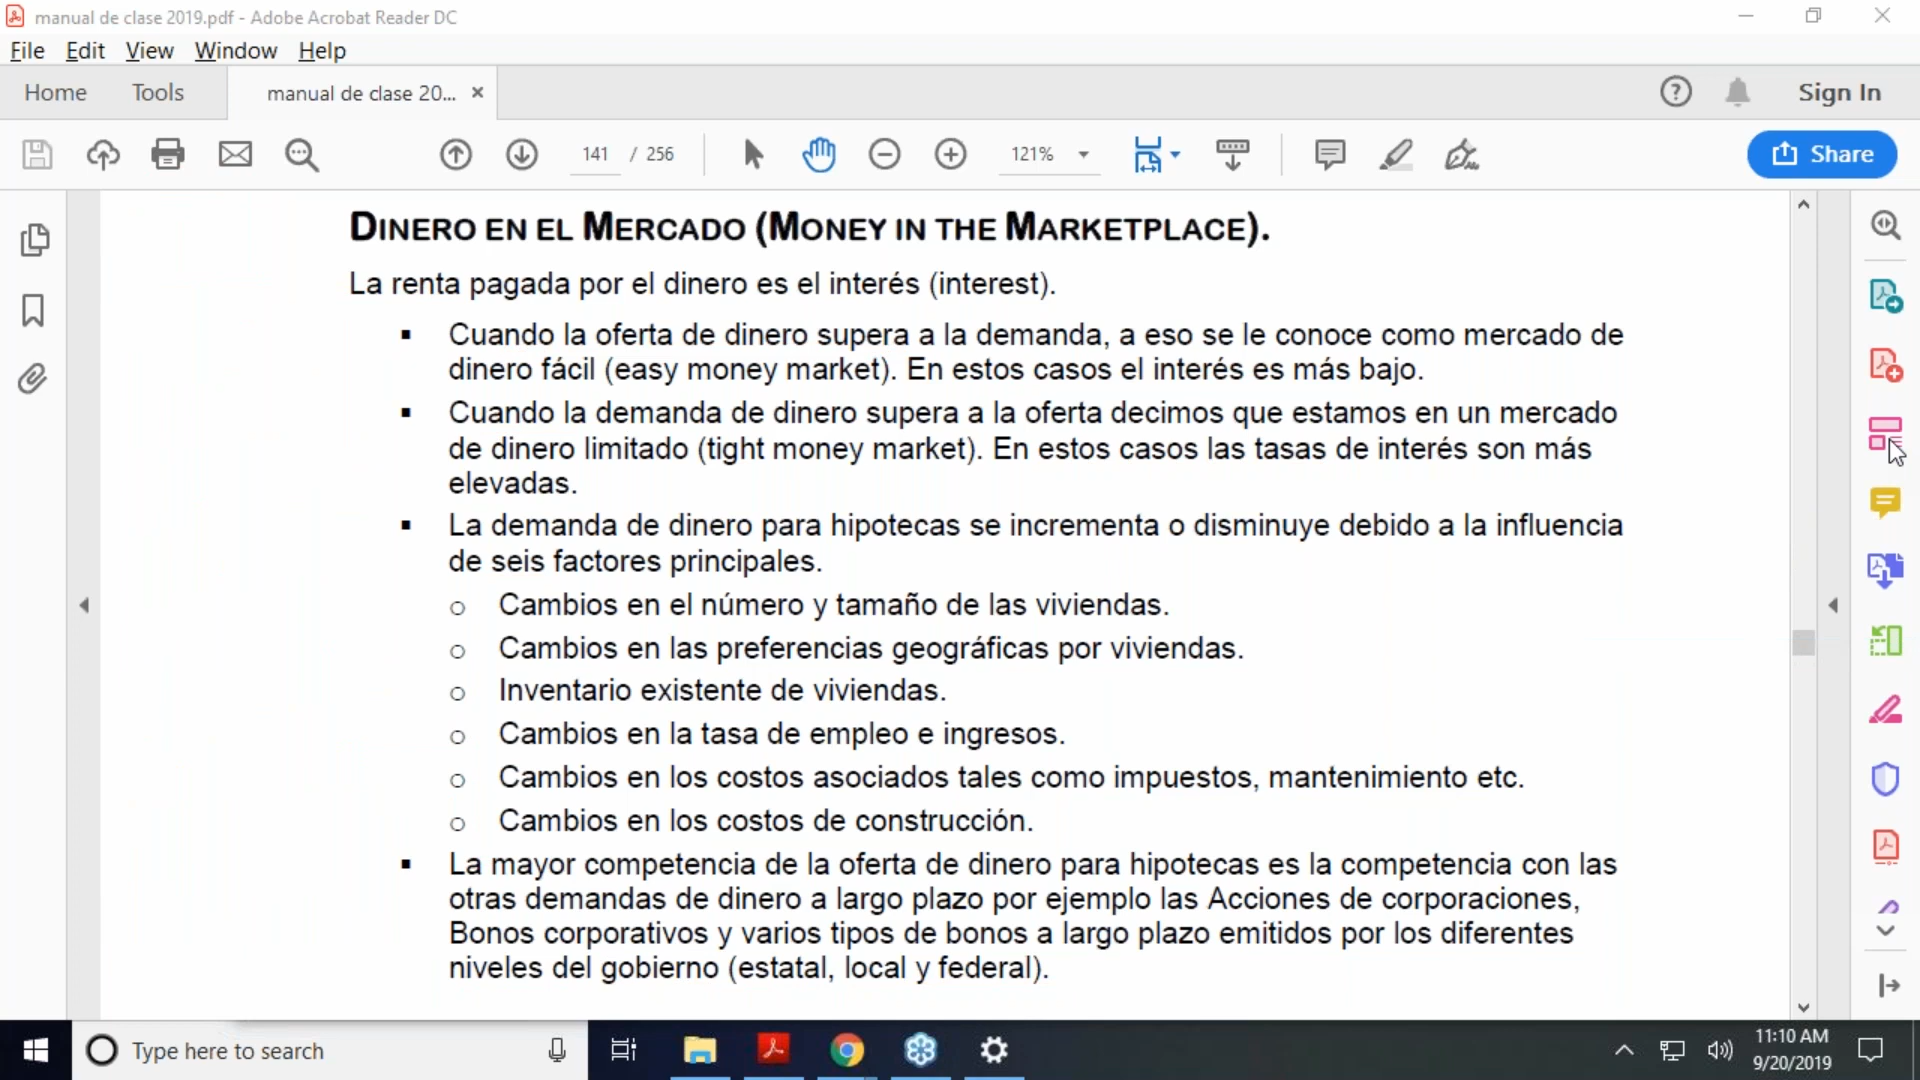 manual de clase 2019.pdf - Adobe Acrobat Reader DC
File Edit View Window Help
Home Tools manual de clase 20... × Sign In
141 / 256 121% Share
DINERO EN EL MERCADO (MONEY IN THE MARKETPLACE).
La renta pagada por el dinero es el interés (interest).
▪ Cuando la oferta de dinero supera a la demanda, a eso se le conoce como mercado de
dinero fácil (easy money market). En estos casos el interés es más bajo.
▪ Cuando la demanda de dinero supera a la oferta decimos que estamos en un mercado
de dinero limitado (tight money market). En estos casos las tasas de interés son más
elevadas.
▪ La demanda de dinero para hipotecas se incrementa o disminuye debido a la influencia
de seis factores principales.
o Cambios en el número y tamaño de las viviendas.
o Cambios en las preferencias geográficas por viviendas.
o Inventario existente de viviendas.
o Cambios en la tasa de empleo e ingresos.
o Cambios en los costos asociados tales como impuestos, mantenimiento etc.
o Cambios en los costos de construcción.
▪ La mayor competencia de la oferta de dinero para hipotecas es la competencia con las
otras demandas de dinero a largo plazo por ejemplo las Acciones de corporaciones,
Bonos corporativos y varios tipos de bonos a largo plazo emitidos por los diferentes
niveles del gobierno (estatal, local y federal).
Type here to search
11:10 AM
9/20/2019